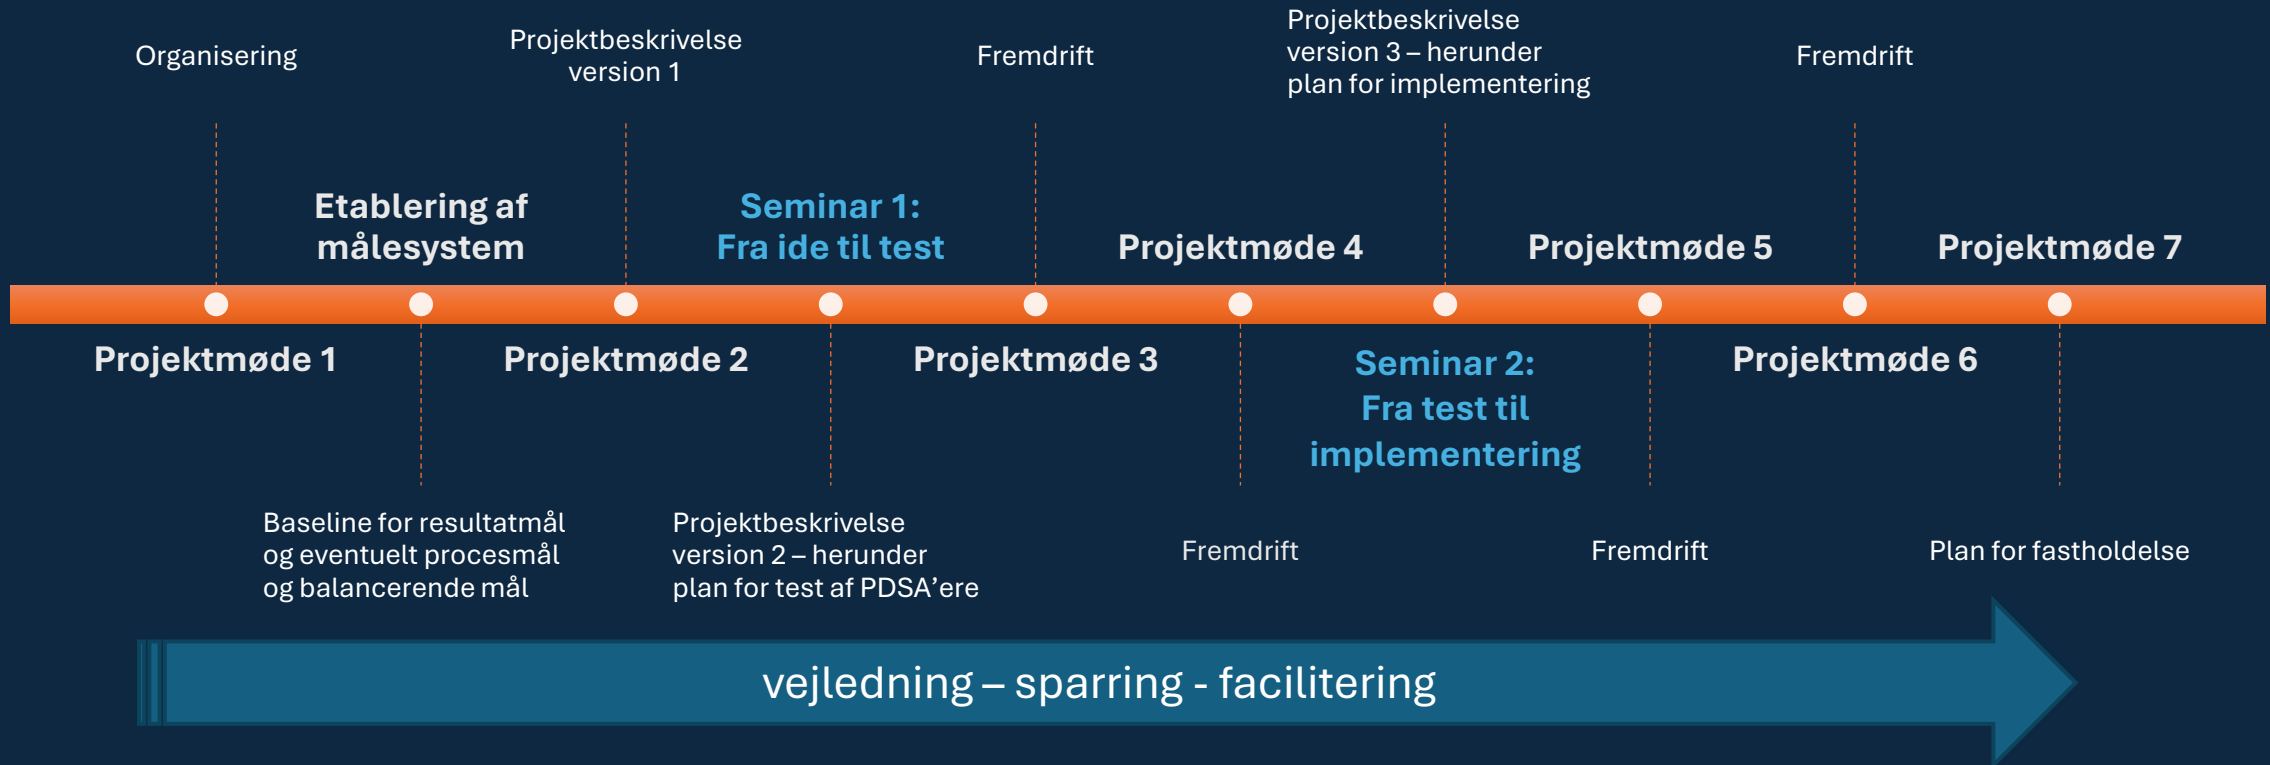 Organisering
Projektbeskrivelse
version 1
Fremdrift
Projektbeskrivelse
version 3 – herunder
plan for implementering
Fremdrift
Etablering af
målesystem
Seminar 1:
Fra ide til test
Projektmøde 4
Projektmøde 5
Projektmøde 7
Projektmøde 1
Projektmøde 2
Projektmøde 3
Seminar 2:
Fra test til
implementering
Projektmøde 6
Baseline for resultatmål
og eventuelt procesmål
og balancerende mål
Projektbeskrivelse
version 2 – herunder
plan for test af PDSA’ere
Fremdrift
Fremdrift
Plan for fastholdelse
vejledning – sparring - facilitering